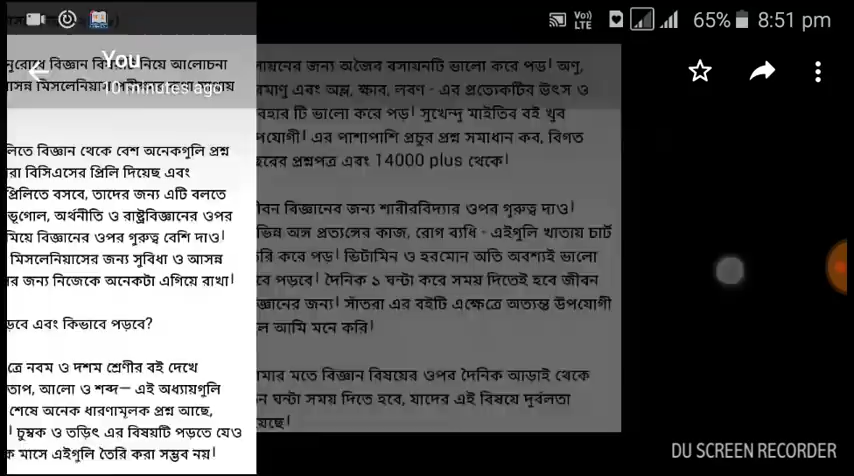 Vo))
LTE
65%
8:51 pm
You
10 minutes ago
নুরোধে বিজ্ঞান নিয়ে আলোচনা
আসন্ন
লিতে বিজ্ঞান থেকে বেশ অনেকগুলি প্রশ্ন
রা বিসিএসের প্রিলি দিয়েছ এবং
প্রিলিতে বসবে, তাদের জন্য এটি বলতে
ভূগোল, অর্থনীতি ও রাষ্ট্রবিজ্ঞানের ওপর
মিয়ে বিজ্ঞানের ওপর গুরুত্ব বেশি দাও।
মিসলেনিয়াসের জন্য সুবিধা ও আসন্ন
র জন্য নিজেকে অনেকটা এগিয়ে রাখা।
ড়বে এবং কিভাবে পড়বে?
ত্রে নবম ও দশম শ্রেণীর বই দেখে
তাপ, আলো ও শব্দ— এই অধ্যায়গুলি
শেষে অনেক ধারণামূলক প্রশ্ন আছে,
। চুম্বক ও তড়িৎ এর বিষয়টি পড়তে যেও
ক মাসে এইগুলি তৈরি করা সম্ভব নয়।
সায়নের জন্য অজৈব রসায়নটি ভালো করে পড়। অণু,
রমাণু এবং অম্ল, ক্ষার, লবণ - এর প্রত্যেকটির উৎস ও
বহার টি ভালো করে পড়। সুখেন্দু মাইতির বই খুব
পযোগী। এর পাশাপাশি প্রচুর প্রশ্ন সমাধান কর, বিগত
ছরের প্রশ্নপত্র এবং 14000 plus থেকে।
ীবন বিজ্ঞানের জন্য শারীরবিদ্যার ওপর গুরুত্ব দাও।
ভিন্ন অঙ্গ প্রত্যঙ্গের কাজ, রোগ ব্যধি - এইগুলি খাতায় চার্ট
রি করে পড়। ভিটামিন ও হরমোন অতি অবশ্যই ভালো
রে পড়বে। দৈনিক ১ ঘন্টা করে সময় দিতেই হবে জীবন
জ্ঞানের জন্য। সাঁতরা এর বইটি এক্ষেত্রে অত্যন্ত উপযোগী
ল আমি মনে করি।
মার মতে বিজ্ঞান বিষয়ের ওপর দৈনিক আড়াই থেকে
ন ঘন্টা সময় দিতে হবে, যাদের এই বিষয়ে দুর্বলতা
য়েছে।
DU SCREEN RECORDER